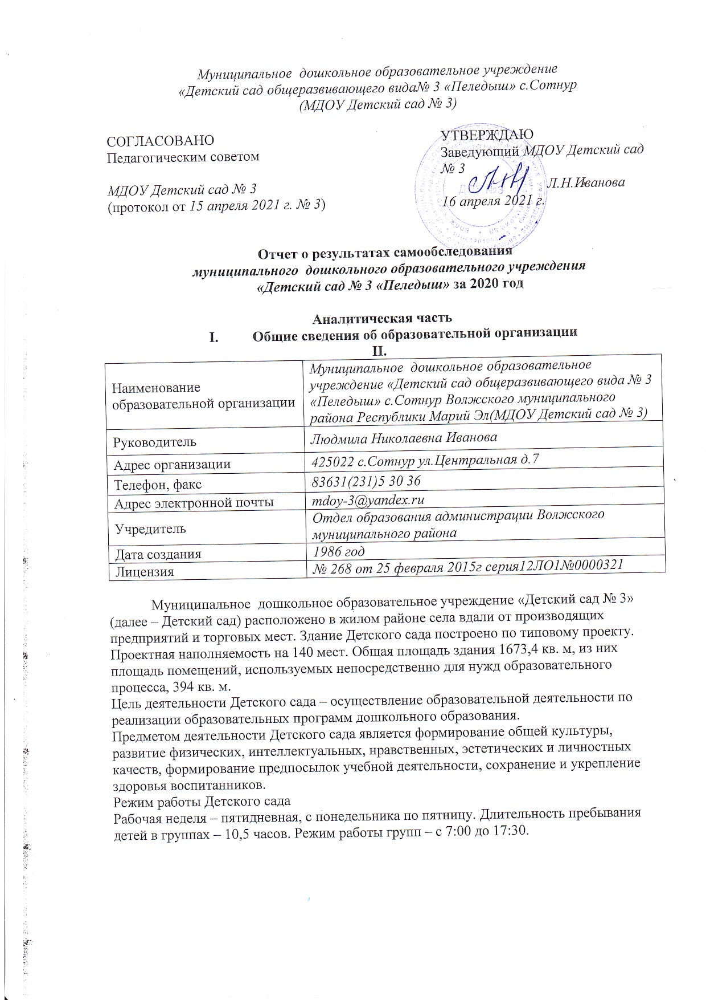 Муниципальное дошкольное образовательное учреждение
«Детский сад общеразвивающего вида№ 3 «Пеледыш» с.Сотнур
(МДОУ Детский сад № 3)
СОГЛАСОВАНО
Педагогическим советом
МДОУ Детский сад № 3
(протокол от 15 апреля 2021 г. № 3)
УТВЕРЖДАЮ
Заведующий МДОУ Детский сад
№ 3
Л.Н.Иванова
16 апреля 2021 г.
Отчет о результатах самообследования
муниципального дошкольного образовательного учреждения
«Детский сад № 3 «Пеледыш» за 2020 год
Аналитическая часть
I. Общие сведения об образовательной организации
II.
Наименование
образовательной организации
Муниципальное дошкольное образовательное
учреждение «Детский сад общеразвивающего вида № 3
«Пеледыш» с.Сотнур Волжского муниципального
района Республики Марий Эл(МДОУ Детский сад № 3)
Руководитель
Людмила Николаевна Иванова
Адрес организации
425022 с.Сотнур ул.Центральная д.7
Телефон, факс
83631(231)5 30 36
Адрес электронной почты
mdoy-3@yandex.ru
Учредитель
Отдел образования администрации Волжского
муниципального района
Дата создания
1986 год
Лицензия
№ 268 от 25 февраля 2015г серия12ЛО1№0000321
Муниципальное дошкольное образовательное учреждение «Детский сад № 3»
(далее – Детский сад) расположено в жилом районе села вдали от производящих
предприятий и торговых мест. Здание Детского сада построено по типовому проекту.
Проектная наполняемость на 140 мест. Общая площадь здания 1673,4 кв. м, из них
площадь помещений, используемых непосредственно для нужд образовательного
процесса, 394 кв. м.
Цель деятельности Детского сада – осуществление образовательной деятельности по
реализации образовательных программ дошкольного образования.
Предметом деятельности Детского сада является формирование общей культуры,
развитие физических, интеллектуальных, нравственных, эстетических и личностных
качеств, формирование предпосылок учебной деятельности, сохранение и укрепление
здоровья воспитанников.
Режим работы Детского сада
Рабочая неделя – пятидневная, с понедельника по пятницу. Длительность пребывания
детей в группах – 10,5 часов. Режим работы групп – с 7:00 до 17:30.